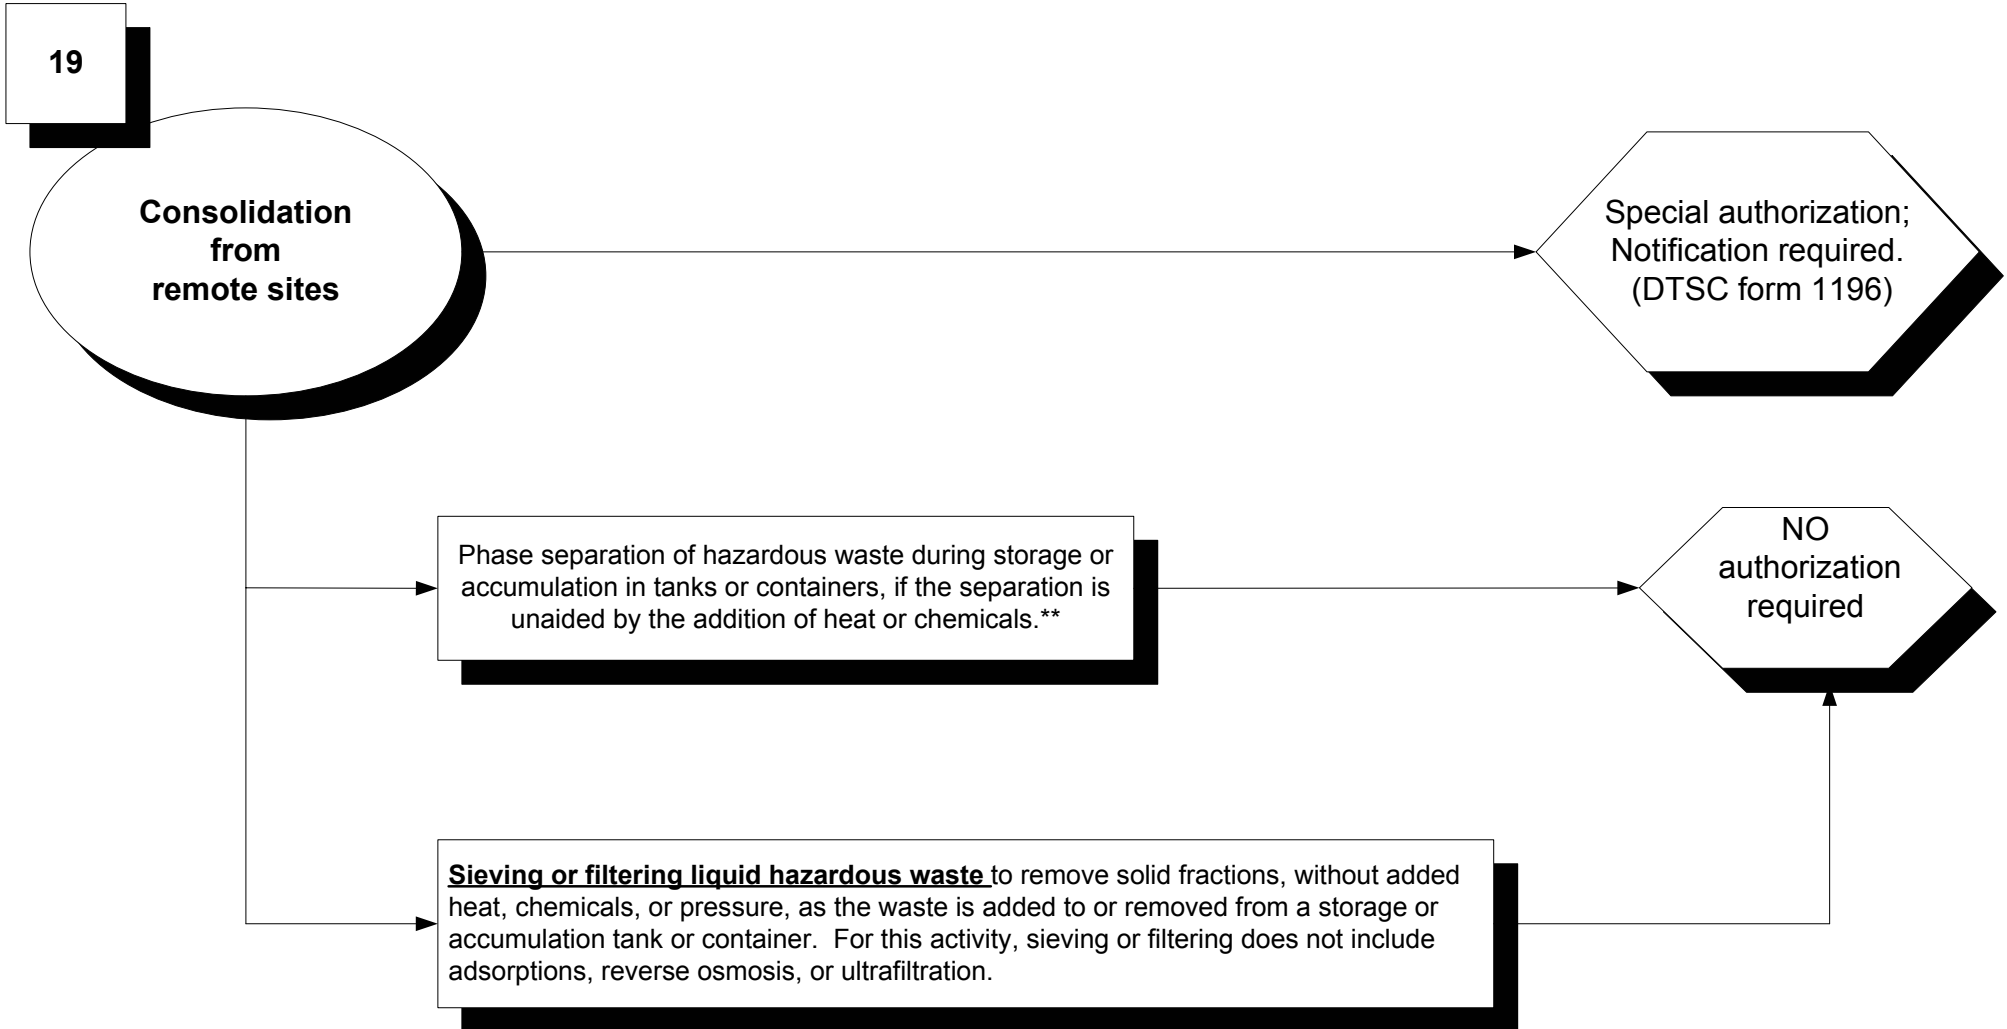 19
Consolidation
from
remote sites
Special authorization;
Notification required.
(DTSC form 1196)
Phase separation of hazardous waste during storage or
accumulation in tanks or containers, if the separation is
unaided by the addition of heat or chemicals.**
NO
authorization
required
Sieving or filtering liquid hazardous waste to remove solid fractions, without added
heat, chemicals, or pressure, as the waste is added to or removed from a storage or
accumulation tank or container.  For this activity, sieving or filtering does not include
adsorptions, reverse osmosis, or ultrafiltration.